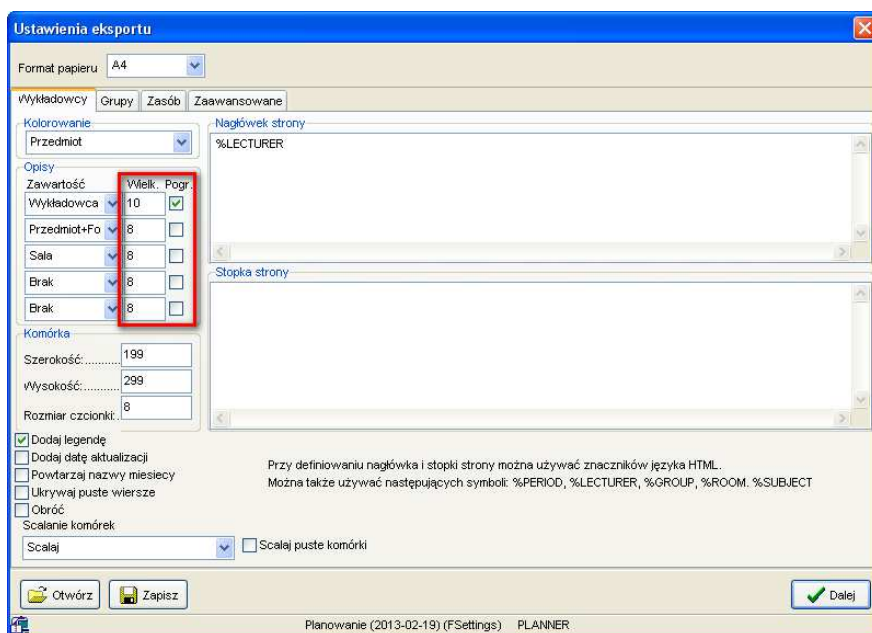 Ustawienia eksportu
Format papieru A4
Wykładowcy Grupy Zasób Zaawansowane
Kolorowanie
Przedmiot
Opisy
Zawartość Wielk. Pogr.
Wykładowca 10
Przedmiot+Fo 8
Sala 8
Brak 8
Brak 8
Komórka
Szerokość:........... 199
Wysokość:........... 299
Rozmiar czcionki:. 8
Nagłówek strony
%LECTURER
Stopka strony
Dodaj legendę
Dodaj datę aktualizacji
Powtarzaj nazwy miesiecy
Ukrywaj puste wiersze
Obróć
Przy definiowaniu nagłówka i stopki strony można używać znaczników języka HTML.
Można także używać następujących symboli: %PERIOD, %LECTURER, %GROUP, %ROOM. %SUBJECT
Scalanie komórek
Scalaj Scalaj puste komórki
Otwórz Zapisz Dalej
Planowanie (2013-02-19) (FSettings) PLANNER